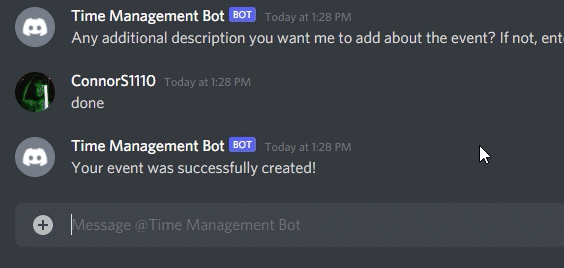 Time Management Bot BOT Today at 1:28 PM
Any additional description you want me to add about the event? If not, ent
ConnorS1110 Today at 1:28 PM
done
Time Management Bot BOT Today at 1:28 PM
Your event was successfully created!
Message @Time Management Bot